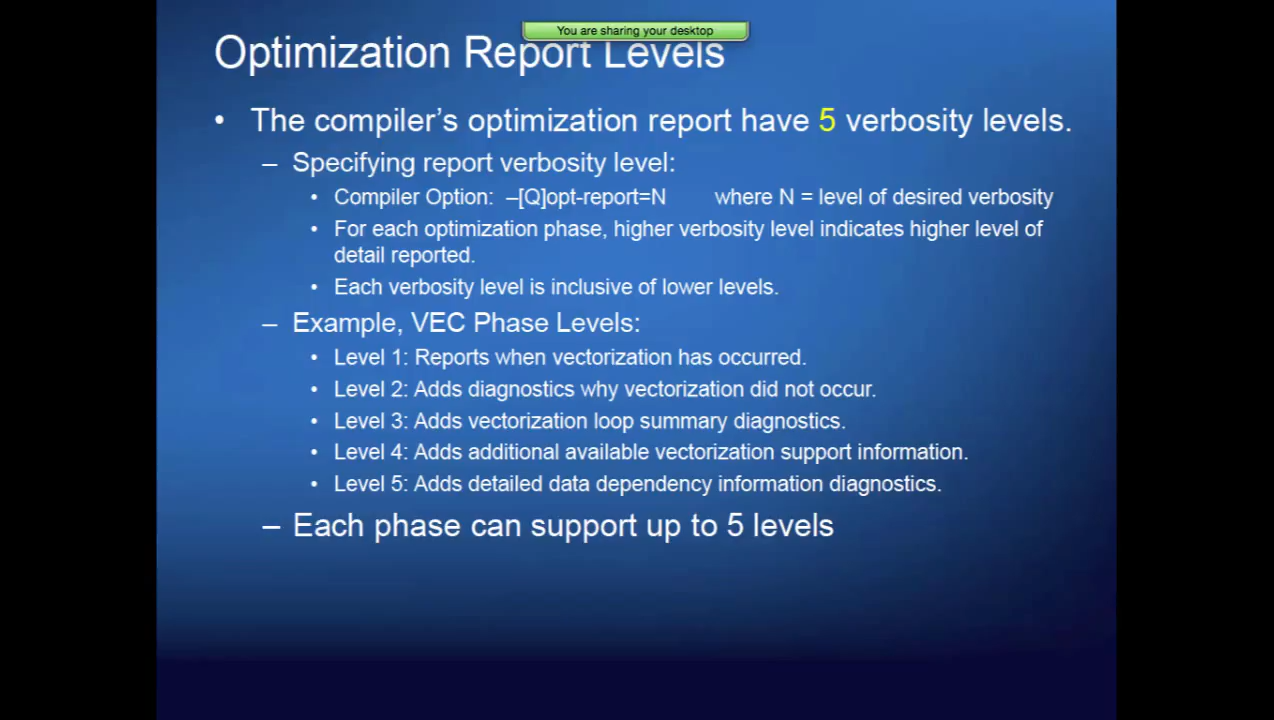 You are sharing your desktop
Optimization Report Levels
• The compiler's optimization report have 5 verbosity levels.
– Specifying report verbosity level:
• Compiler Option: –[Q]opt-report=N where N = level of desired verbosity
• For each optimization phase, higher verbosity level indicates higher level of
detail reported.
• Each verbosity level is inclusive of lower levels.
– Example, VEC Phase Levels:
• Level 1: Reports when vectorization has occurred.
• Level 2: Adds diagnostics why vectorization did not occur.
• Level 3: Adds vectorization loop summary diagnostics.
• Level 4: Adds additional available vectorization support information.
• Level 5: Adds detailed data dependency information diagnostics.
– Each phase can support up to 5 levels